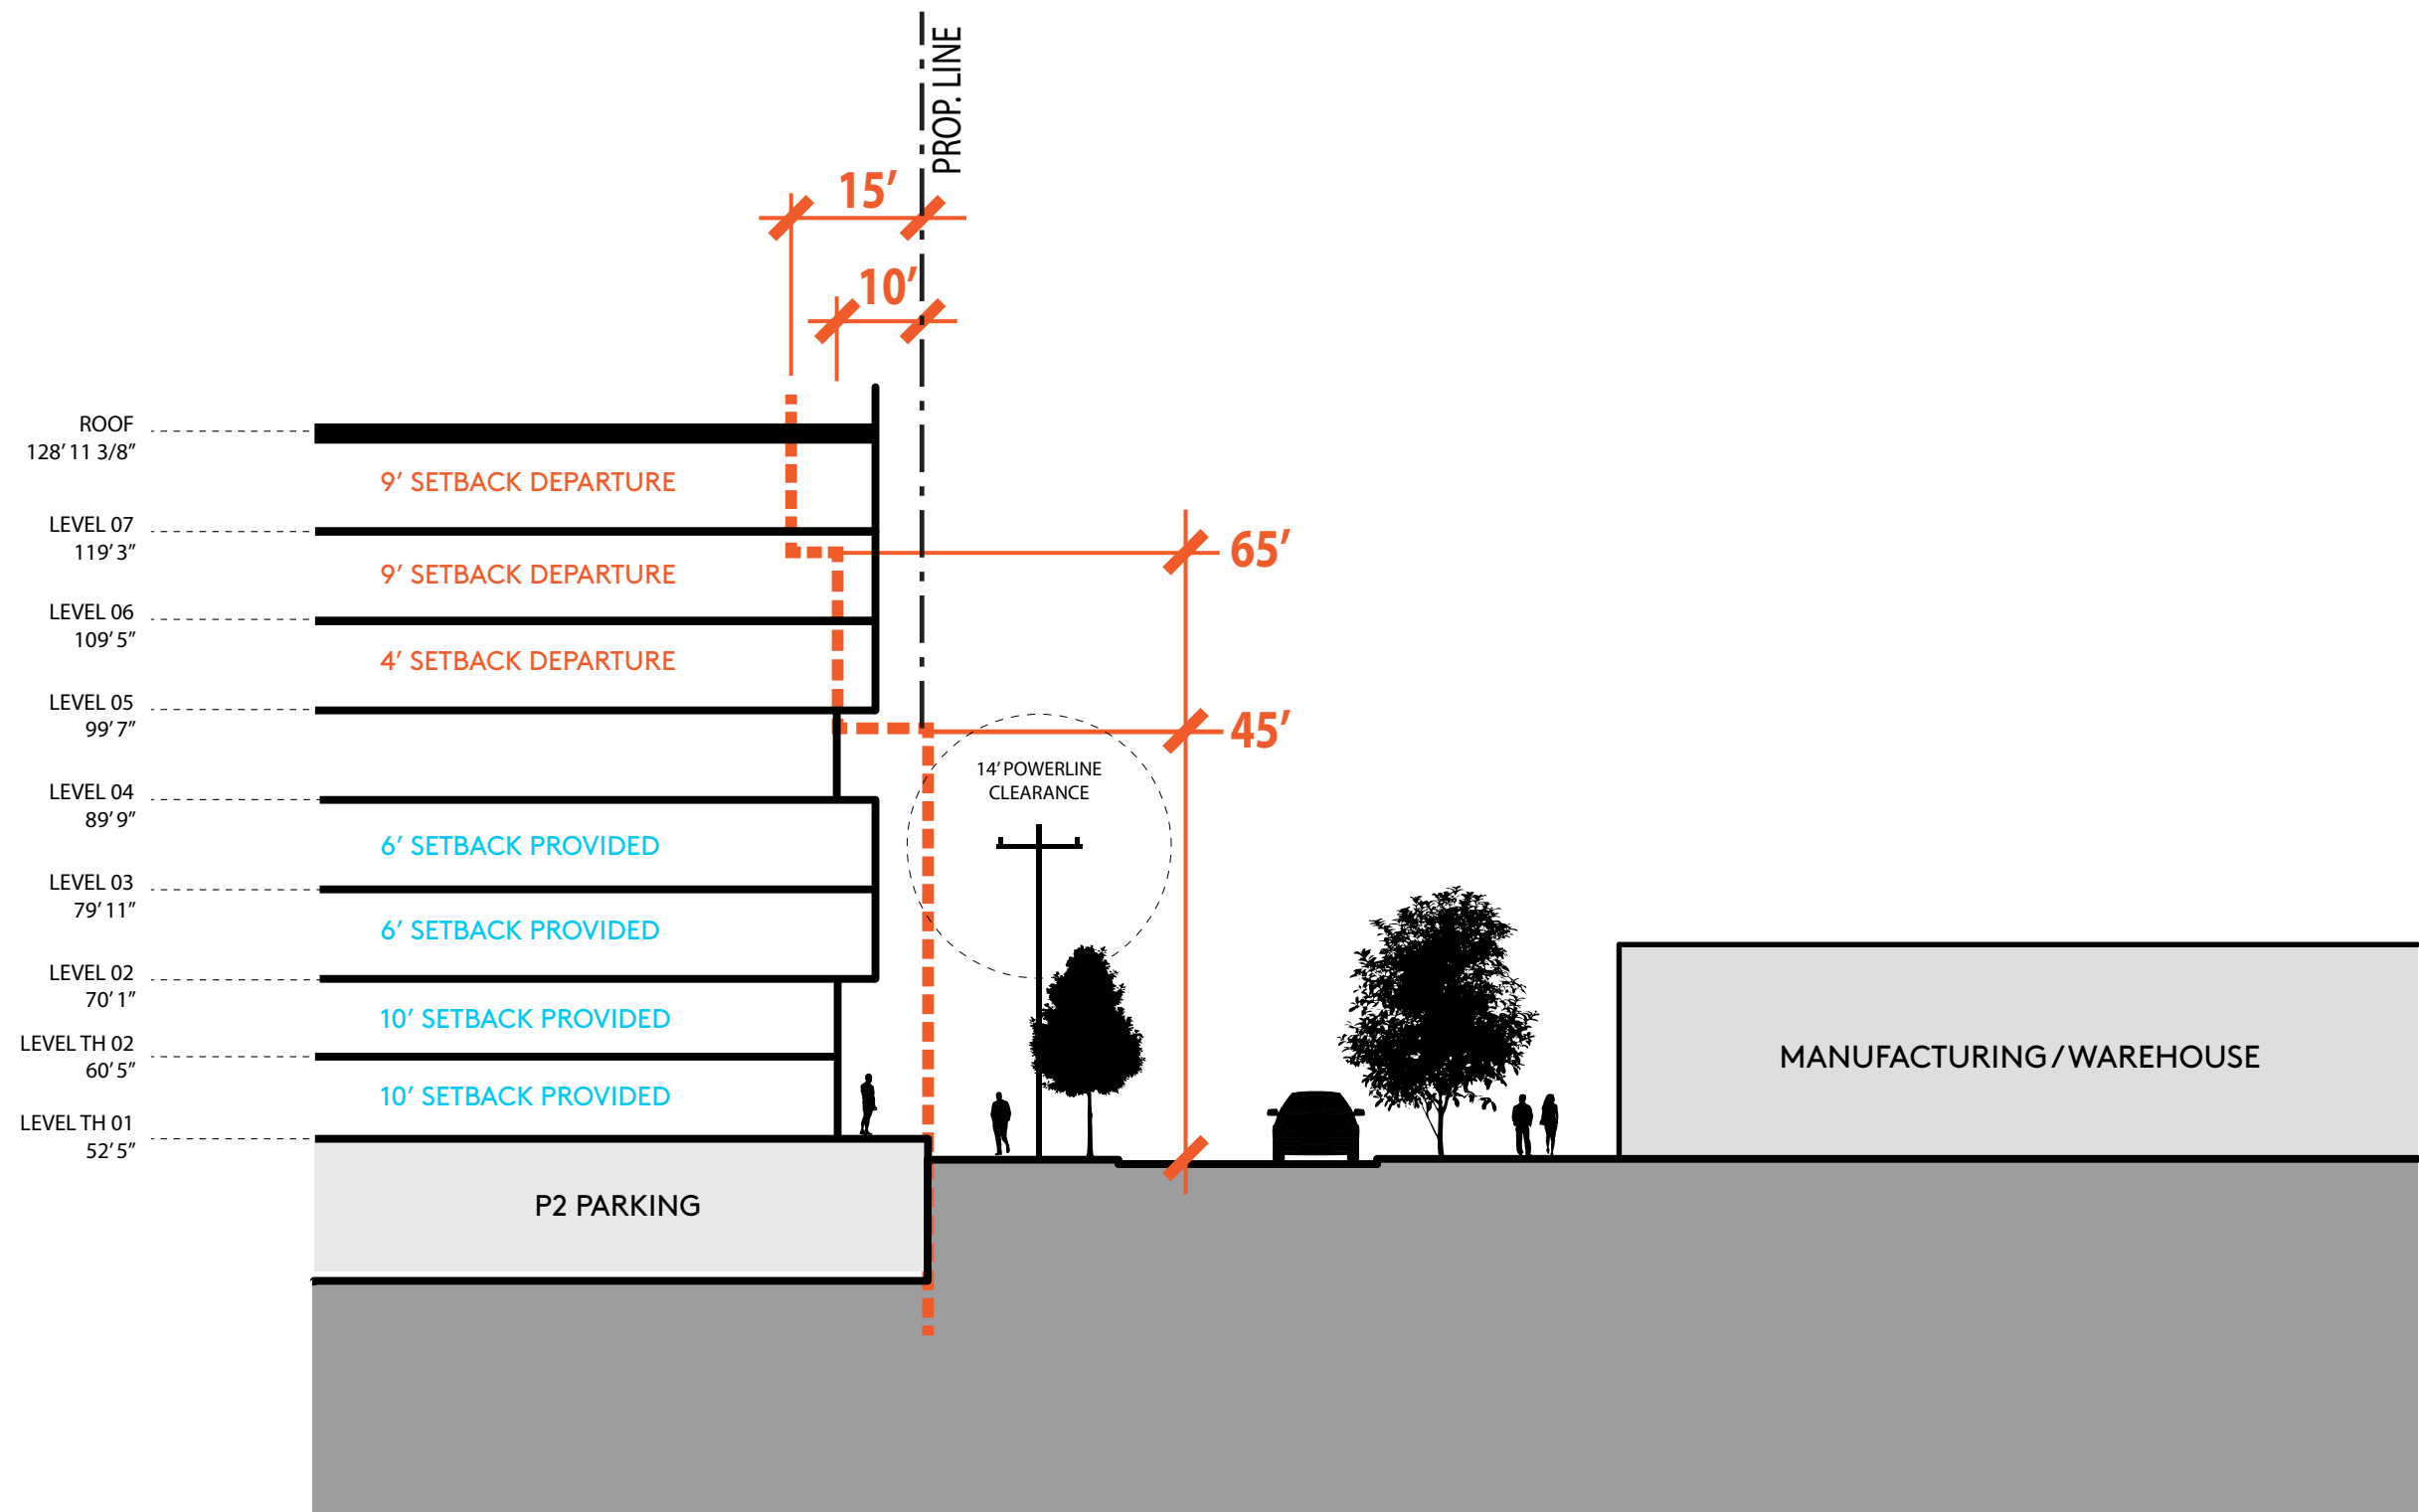 PROP. LINE
15’
10’
ROOF
128’ 11 3/8”
9’ SETBACK DEPARTURE
LEVEL 07
119’ 3”
65’
9’ SETBACK DEPARTURE
LEVEL 06
109’ 5”
4’ SETBACK DEPARTURE
LEVEL 05
99’ 7”
45’
14’ POWERLINE
CLEARANCE
LEVEL 04
89’ 9”
6’ SETBACK PROVIDED
LEVEL 03
79’ 11”
6’ SETBACK PROVIDED
LEVEL 02
70’ 1”
10’ SETBACK PROVIDED
LEVEL TH 02
60’ 5”
MANUFACTURING/WAREHOUSE
10’ SETBACK PROVIDED
LEVEL TH 01
52’ 5”
P2 PARKING